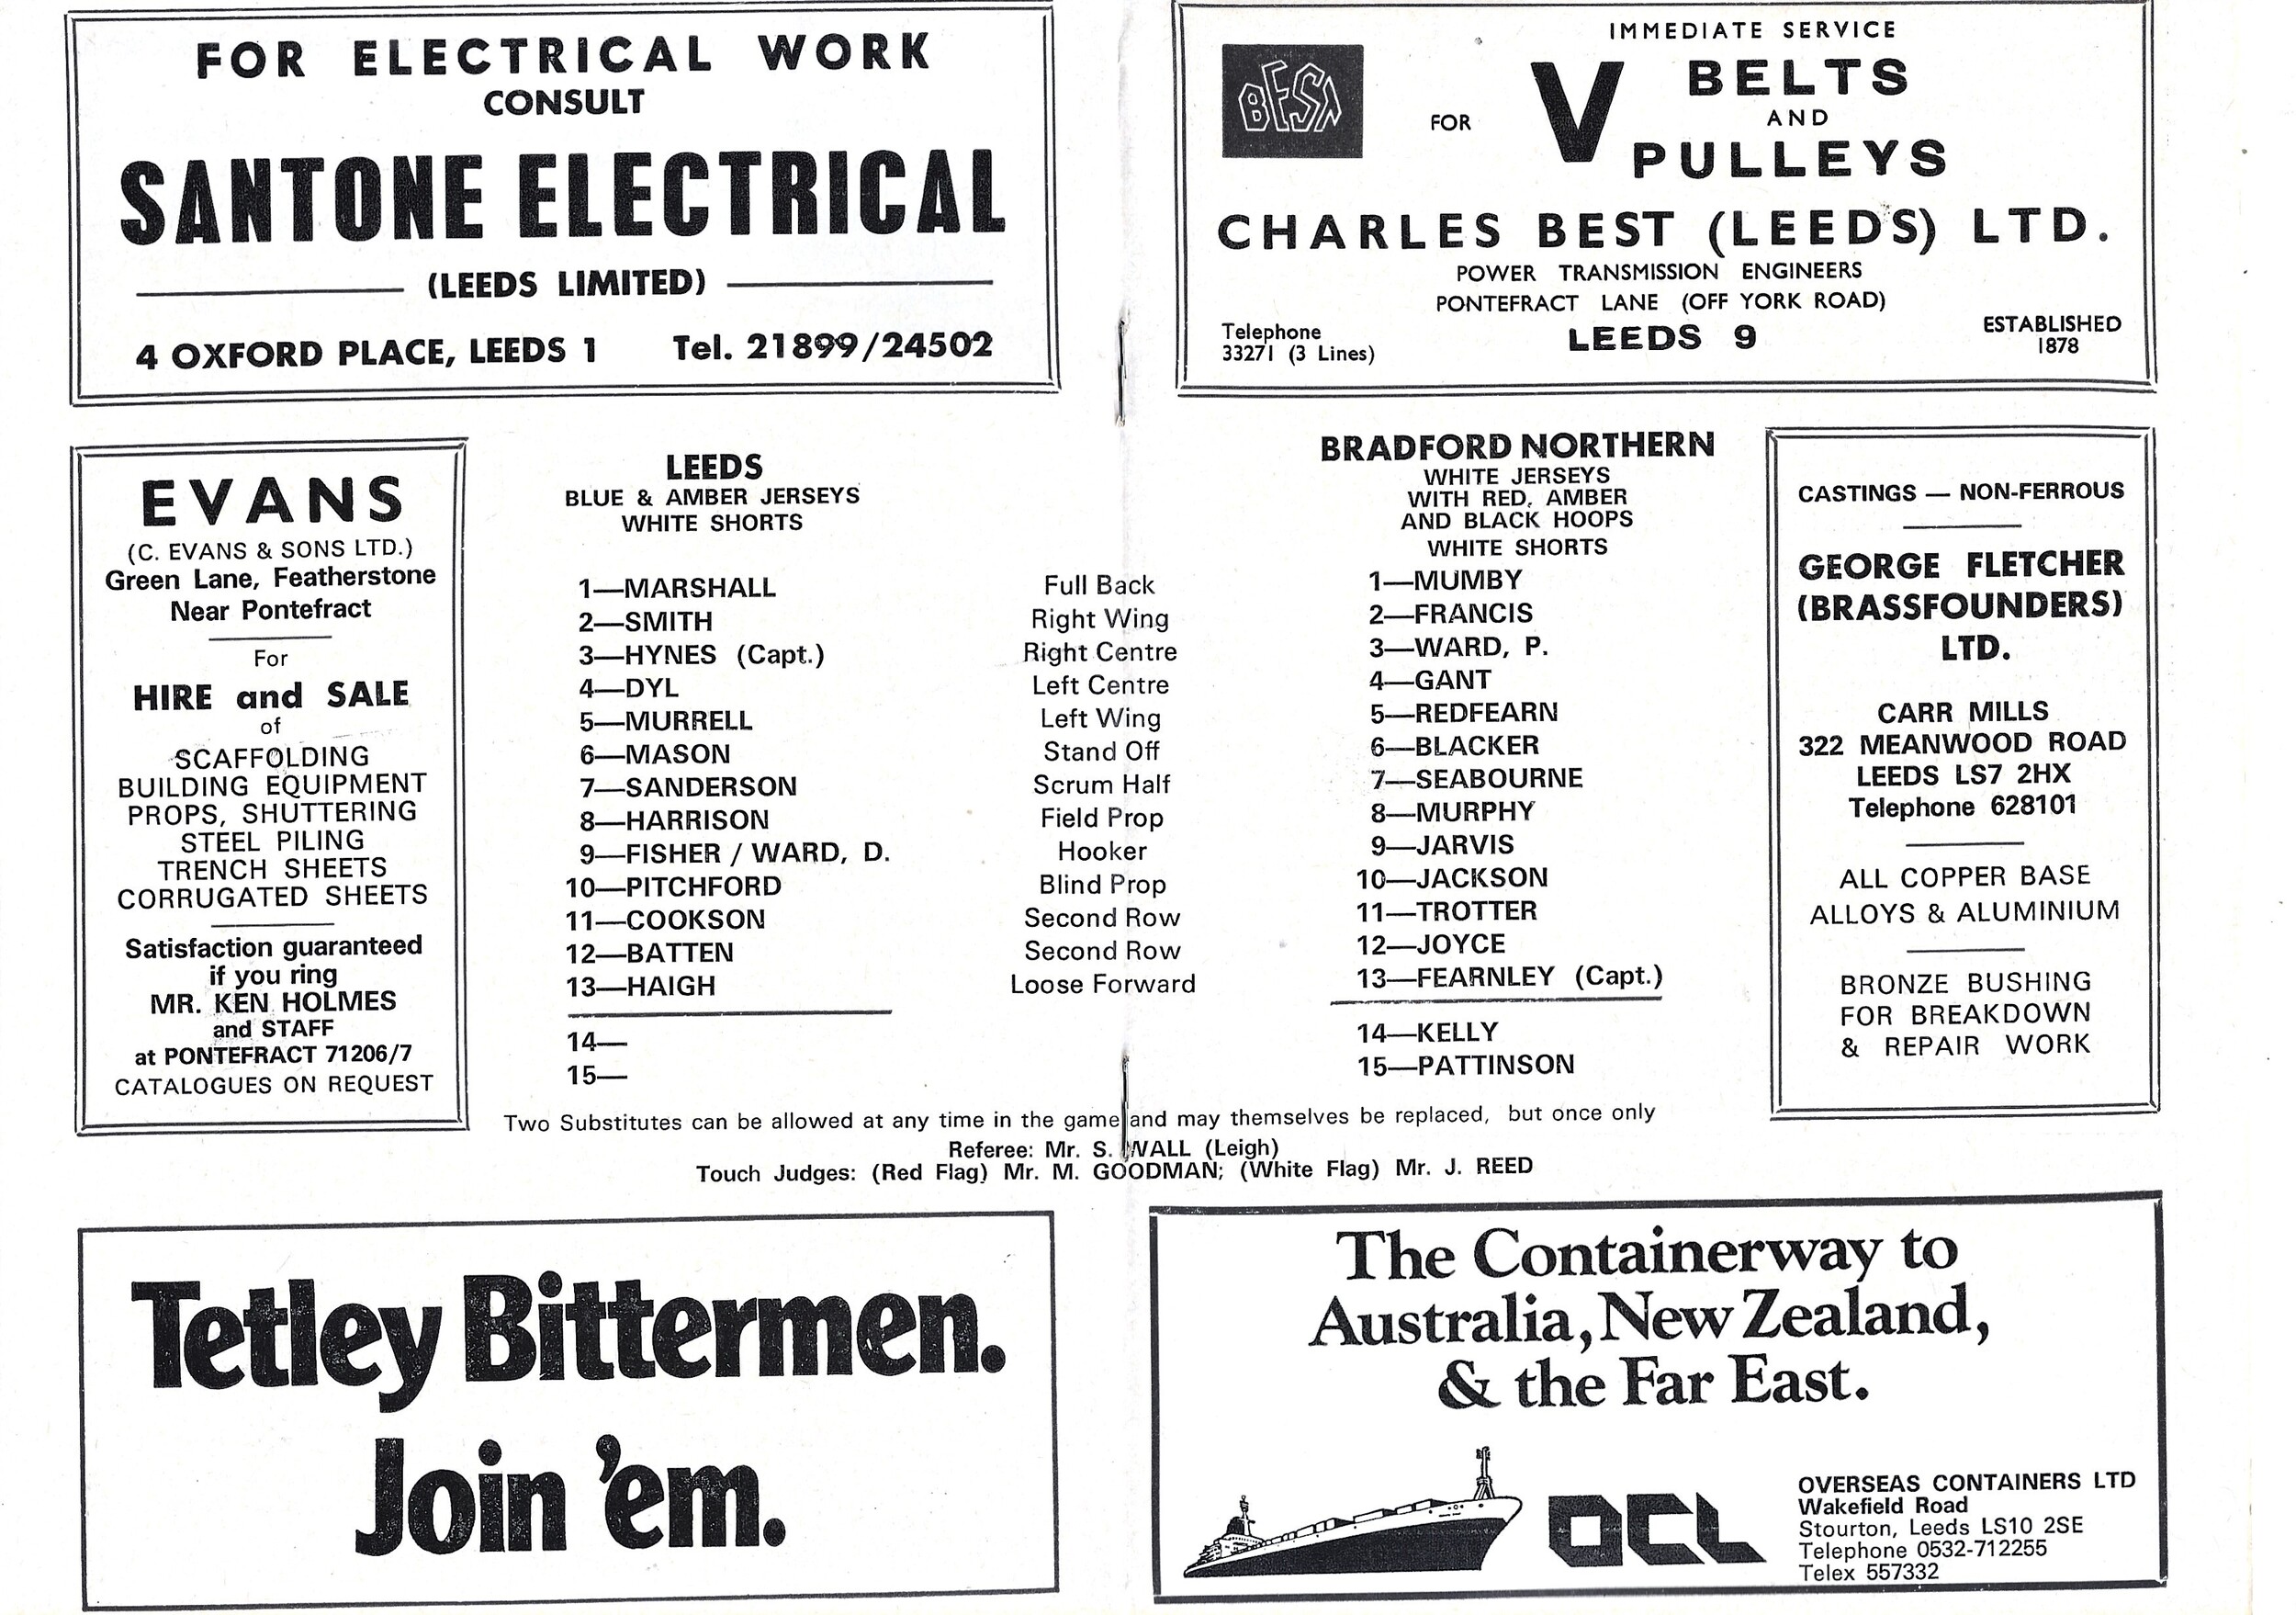 FOR ELECTRICAL WORK
CONSULT
SANTONE ELECTRICAL
(LEEDS LIMITED)
4 OXFORD PLACE, LEEDS 1 Tel. 21899/24502
BESA
IMMEDIATE SERVICE
FOR V BELTS
AND
PULLEYS
CHARLES BEST (LEEDS) LTD.
POWER TRANSMISSION ENGINEERS
PONTEFRACT LANE (OFF YORK ROAD)
LEEDS 9
Telephone
33271 (3 Lines)
ESTABLISHED
1878
EVANS
(C. EVANS & SONS LTD.)
Green Lane, Featherstone
Near Pontefract
For
HIRE and SALE
of
SCAFFOLDING
BUILDING EQUIPMENT
PROPS, SHUTTERING
STEEL PILING
TRENCH SHEETS
CORRUGATED SHEETS
Satisfaction guaranteed
if you ring
MR. KEN HOLMES
and STAFF
at PONTEFRACT 71206/7
CATALOGUES ON REQUEST
LEEDS
BLUE & AMBER JERSEYS
WHITE SHORTS
BRADFORD NORTHERN
WHITE JERSEYS
WITH RED, AMBER
AND BLACK HOOPS
WHITE SHORTS
1—MARSHALL Full Back 1—MUMBY
2—SMITH Right Wing 2—FRANCIS
3—HYNES (Capt.) Right Centre 3—WARD, P.
4—DYL Left Centre 4—GANT
5—MURRELL Left Wing 5—REDFEARN
6—MASON Stand Off 6—BLACKER
7—SANDERSON Scrum Half 7—SEABOURNE
8—HARRISON Field Prop 8—MURPHY
9—FISHER / WARD, D. Hooker 9—JARVIS
10—PITCHFORD Blind Prop 10—JACKSON
11—COOKSON Second Row 11—TROTTER
12—BATTEN Second Row 12—JOYCE
13—HAIGH Loose Forward 13—FEARNLEY (Capt.)
14— 14—KELLY
15— 15—PATTINSON
Two Substitutes can be allowed at any time in the game and may themselves be replaced, but once only
Referee: Mr. S. WALL (Leigh)
Touch Judges: (Red Flag) Mr. M. GOODMAN; (White Flag) Mr. J. REED
CASTINGS — NON-FERROUS
GEORGE FLETCHER
(BRASSFOUNDERS)
LTD.
CARR MILLS
322 MEANWOOD ROAD
LEEDS LS7 2HX
Telephone 628101
ALL COPPER BASE
ALLOYS & ALUMINIUM
BRONZE BUSHING
FOR BREAKDOWN
& REPAIR WORK
Tetley Bittermen.
Join 'em.
The Containerway to
Australia, New Zealand,
& the Far East.
OCL
OVERSEAS CONTAINERS LTD
Wakefield Road
Stourton, Leeds LS10 2SE
Telephone 0532-712255
Telex 557332